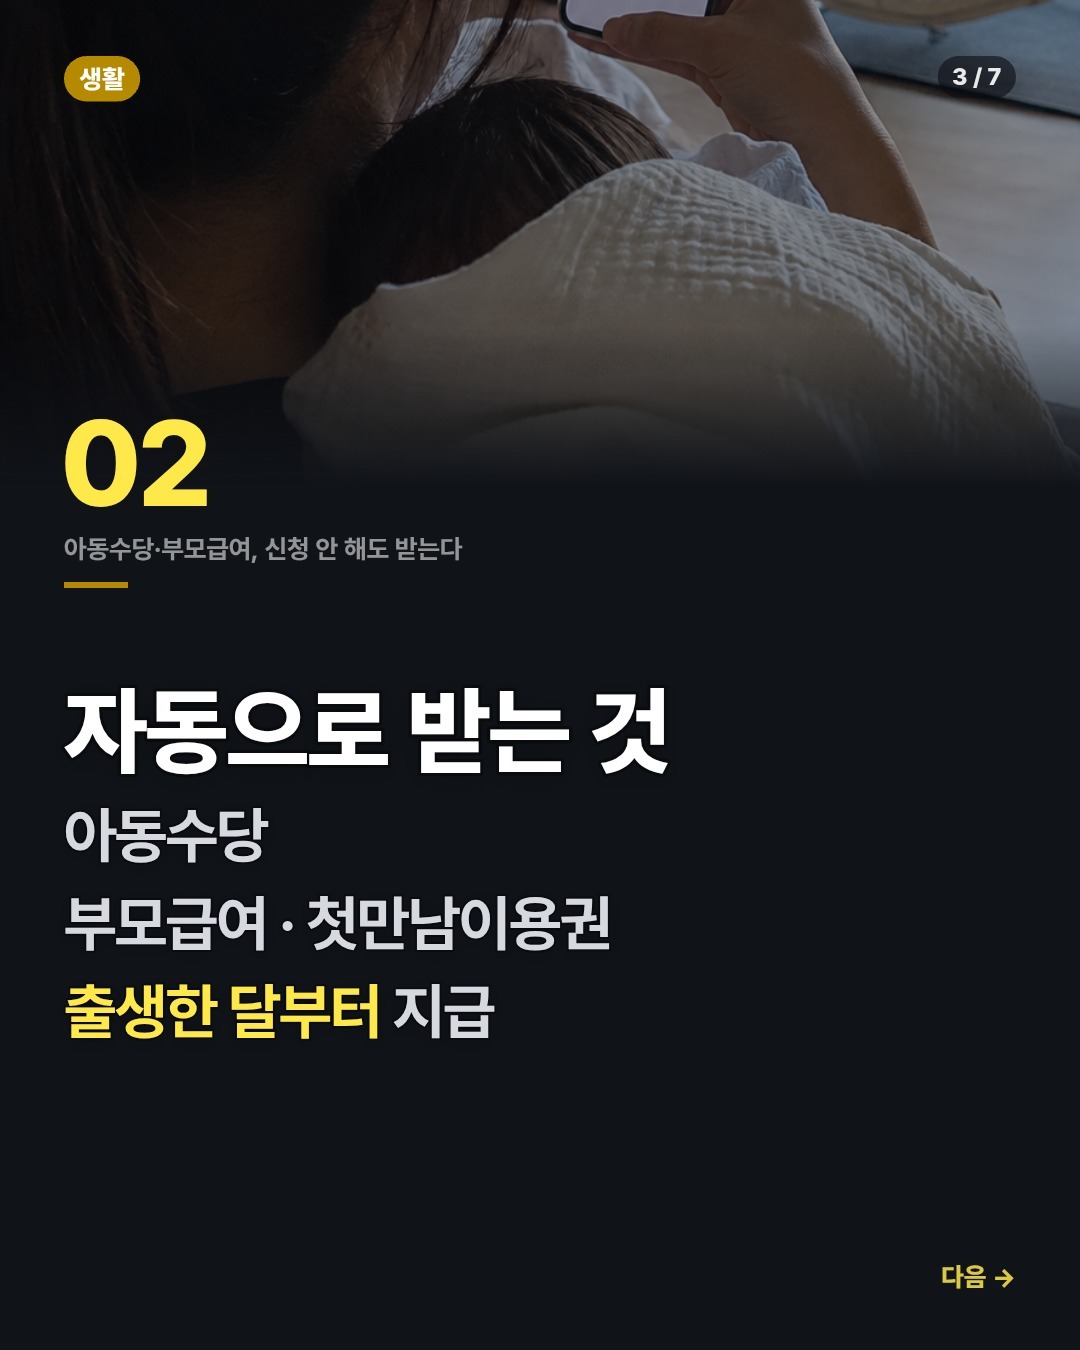 생활
3 / 7
02
아동수당·부모급여, 신청 안 해도 받는다
자동으로 받는 것
아동수당
부모급여 · 첫만남이용권
출생한 달부터 지급
다음 →